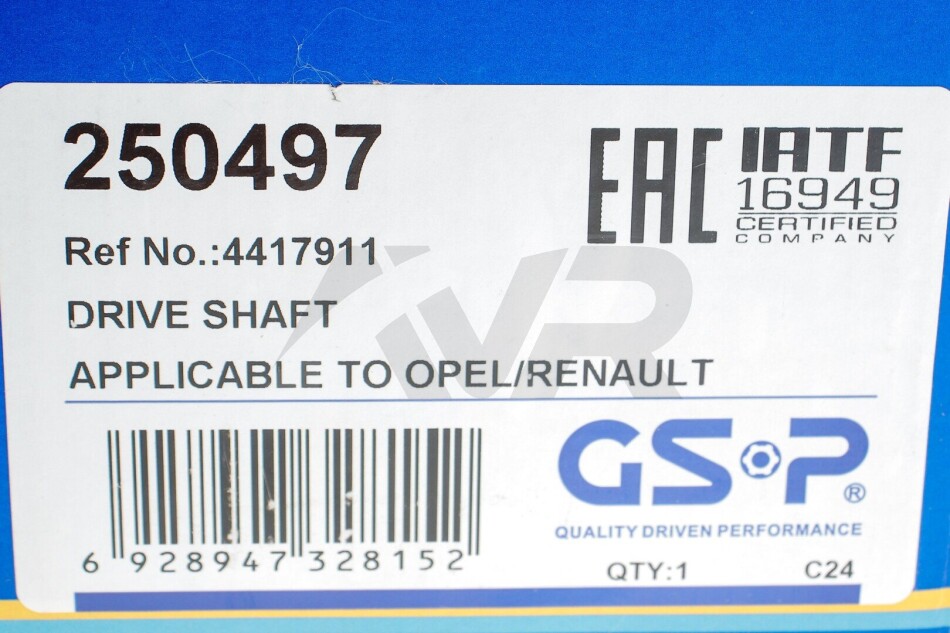 250497
EAC
IATF
16949
CERTIFIED
COMPANY
Ref No.:4417911
DRIVE SHAFT
APPLICABLE TO OPEL/RENAULT
GSP®
QUALITY DRIVEN PERFORMANCE
6 928947 328152
QTY:1
C24
VR